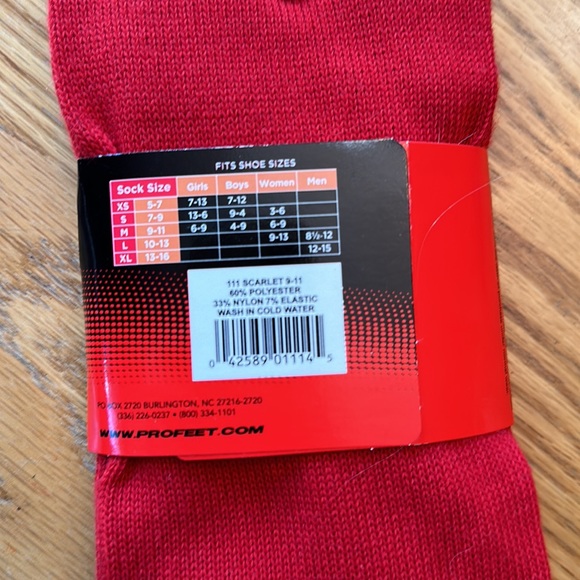 FITS SHOE SIZES
Sock Size Girls Boys Women Men
XS 5-7 7-13 7-12
S 7-9 13-6 9-4 3-6
M 9-11 6-9 4-9 6-9
L 10-13 9-13 8½-12
XL 13-16 12-15
111 SCARLET 9-11
60% POLYESTER
33% NYLON 7% ELASTIC
WASH IN COLD WATER
0 42589 01114 5
PO BOX 2720 BURLINGTON, NC 27216-2720
(336) 226-0237 • (800) 334-1101
WWW.PROFEET.COM